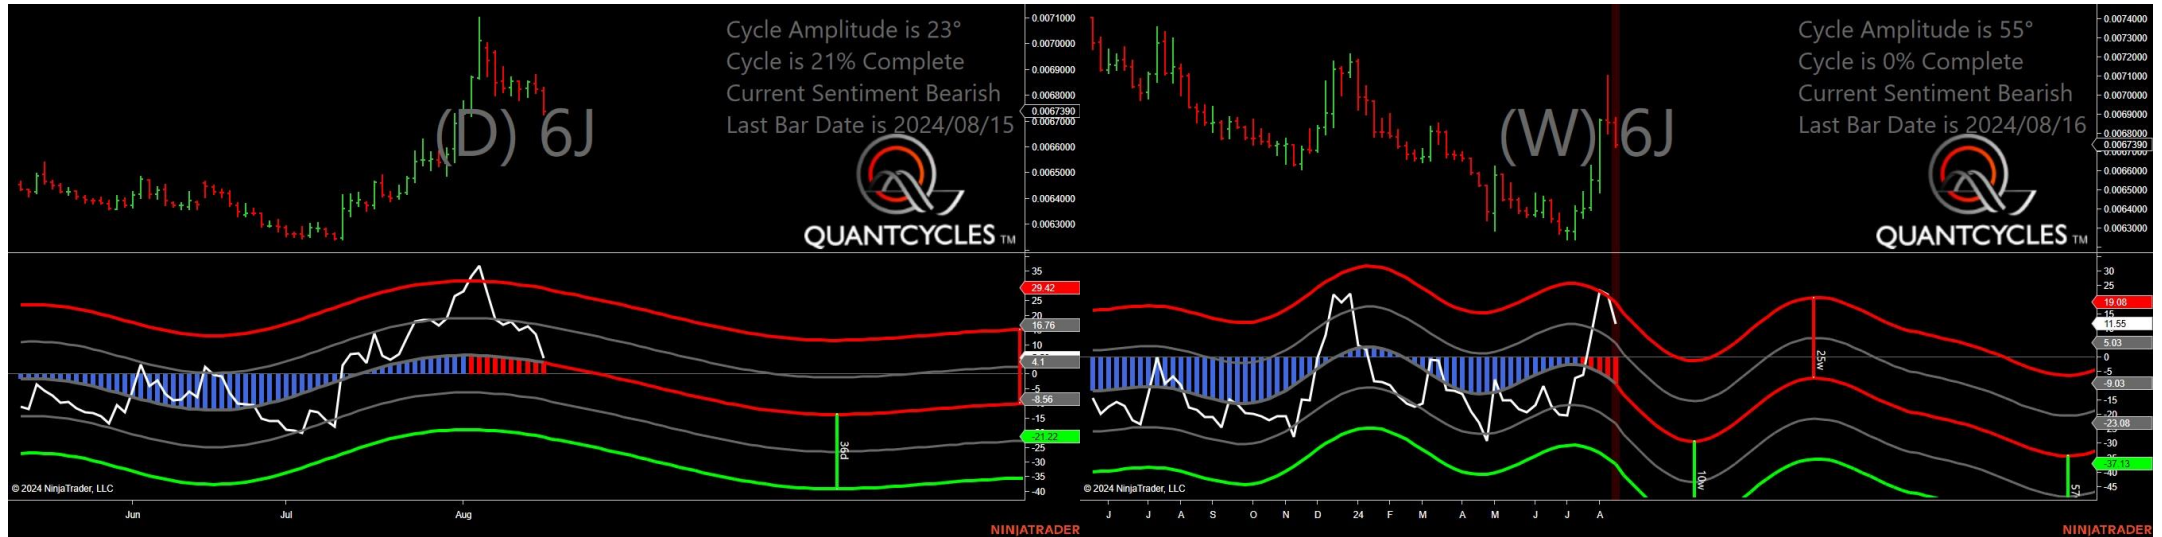 Cycle Amplitude is 23°
Cycle is 21% Complete
Current Sentiment Bearish
Last Bar Date is 2024/08/15
(D) 6J
QUANTCYCLES TM
0.0071000
0.0070000
0.0069000
0.0068000
0.0067390
0.0067000
0.0066000
0.0065000
0.0064000
0.0063000
35
29.42
25
20
16.76
10
4.1
0
-5
-8.56
-15
-21.22
-25
-30
-35
-40
36d
© 2024 NinjaTrader, LLC
Jun Jul Aug
NINJATRADER
Cycle Amplitude is 55°
Cycle is 0% Complete
Current Sentiment Bearish
Last Bar Date is 2024/08/16
(W) 6J
QUANTCYCLES TM
0.0074000
0.0073000
0.0072000
0.0071000
0.0070000
0.0069000
0.0068000
0.0067390
0.0067000
0.0066000
0.0065000
0.0064000
0.0063000
30
25
19.08
11.55
5.03
0
-5
-9.03
-15
-20
-23.08
-30
-35
-37.13
-40
-45
25w
10w
57
© 2024 NinjaTrader, LLC
J J A S O N D 24 F M A M J J A
NINJATRADER